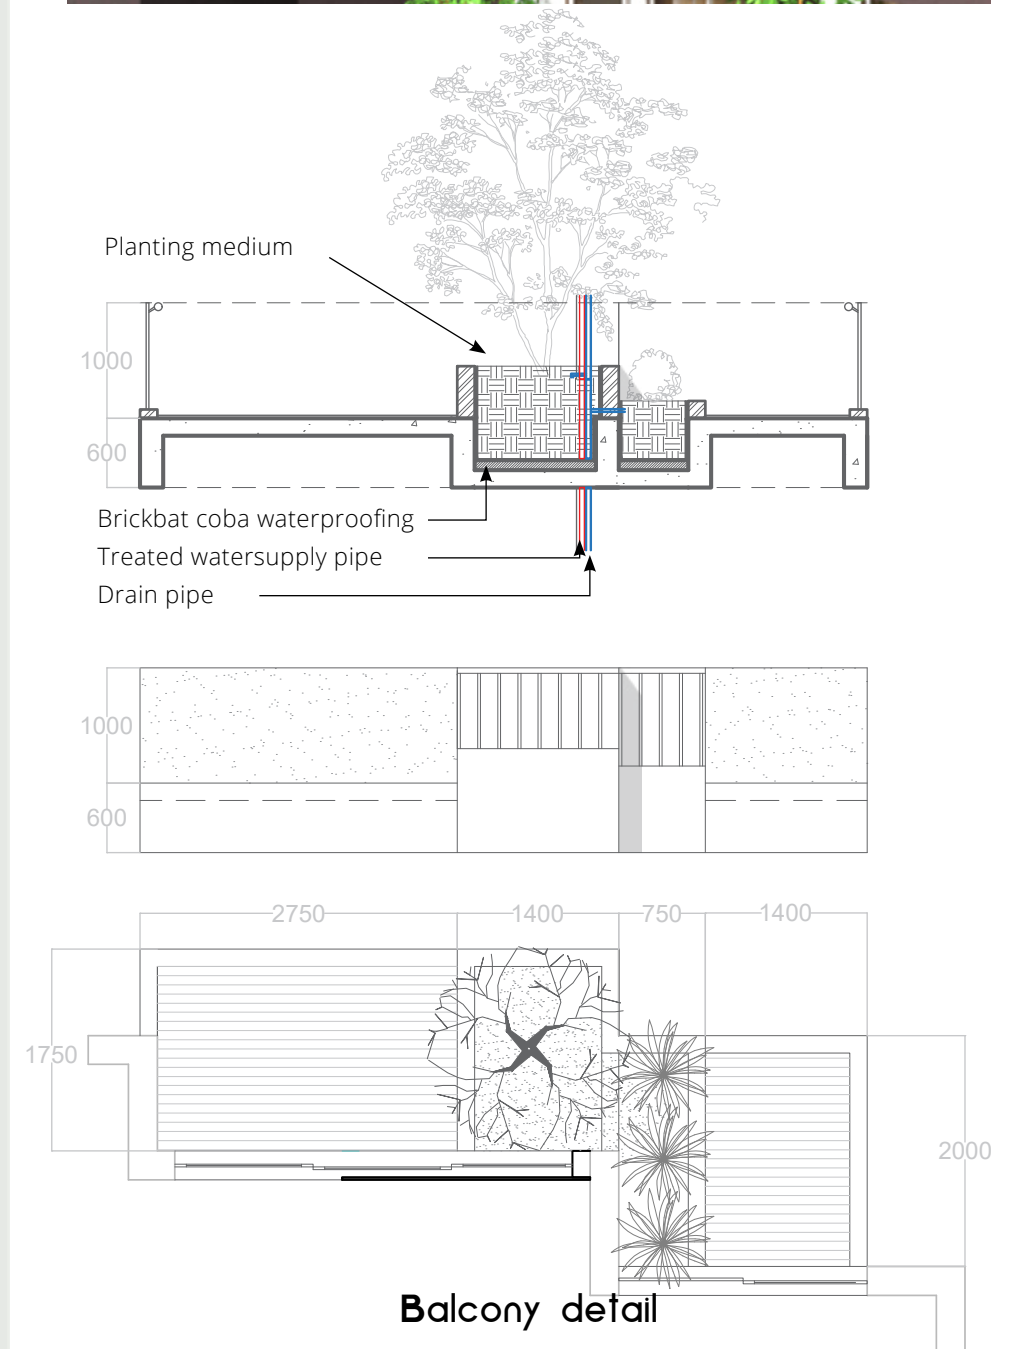 Planting medium
1000
600
Brickbat coba waterproofing
Treated watersupply pipe
Drain pipe
1000
600
2750 1400 750 1400
1750
2000
Balcony detail